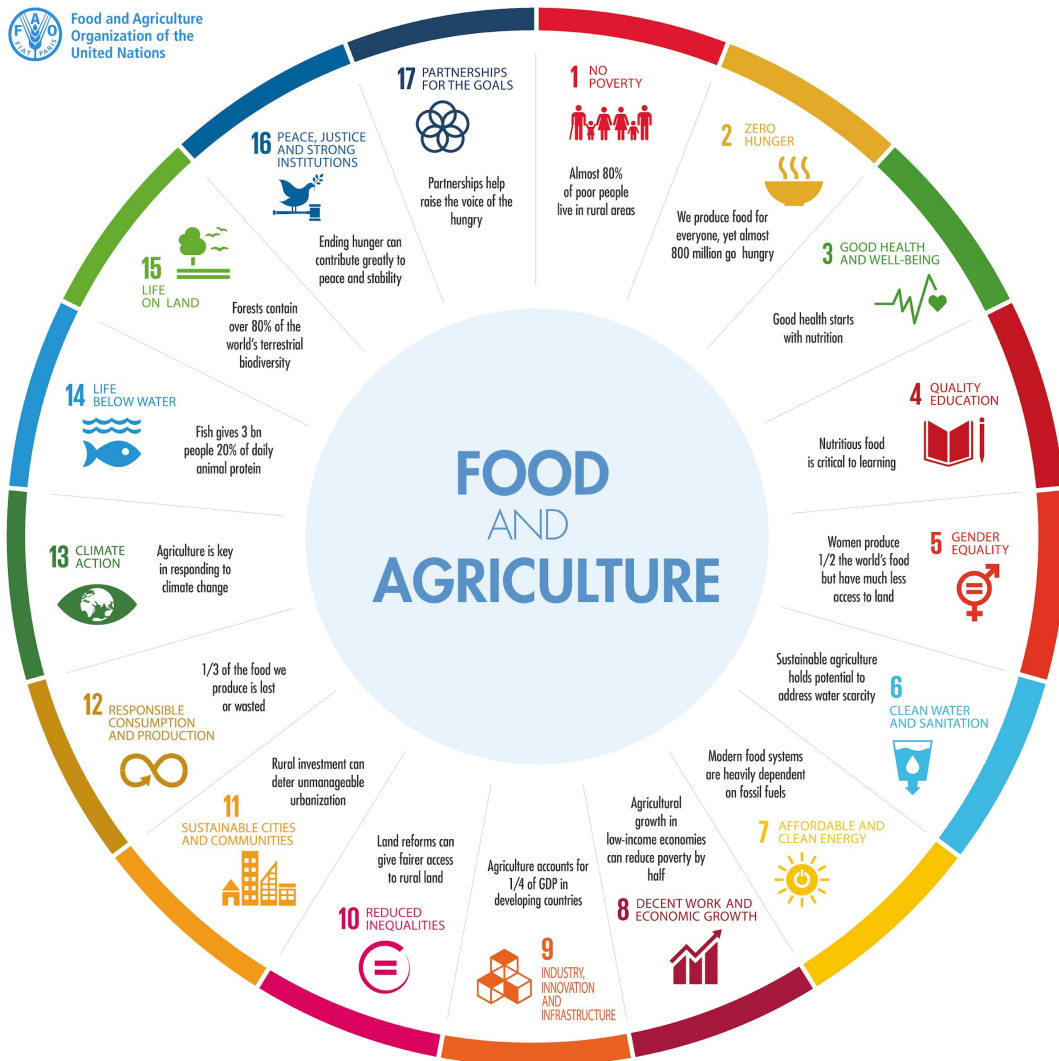 FAO
FIAT PANIS
Food and Agriculture
Organization of the
United Nations
FOOD
AND
AGRICULTURE
1 NO
POVERTY
Almost 80%
of poor people
live in rural areas
2 ZERO
HUNGER
We produce food for
everyone, yet almost
800 million go hungry
3 GOOD HEALTH
AND WELL-BEING
Good health starts
with nutrition
4 QUALITY
EDUCATION
Nutritious food
is critical to learning
5 GENDER
EQUALITY
Women produce
1/2 the world's food
but have much less
access to land
6
CLEAN WATER
AND SANITATION
Sustainable agriculture
holds potential to
address water scarcity
7 AFFORDABLE AND
CLEAN ENERGY
Modern food systems
are heavily dependent
on fossil fuels
8 DECENT WORK AND
ECONOMIC GROWTH
Agricultural
growth in
low-income economies
can reduce poverty by
half
9
INDUSTRY,
INNOVATION
AND
INFRASTRUCTURE
Agriculture accounts for
1/4 of GDP in
developing countries
10 REDUCED
INEQUALITIES
Land reforms can
give fairer access
to rural land
11
SUSTAINABLE CITIES
AND COMMUNITIES
Rural investment can
deter unmanageable
urbanization
12 RESPONSIBLE
CONSUMPTION
AND PRODUCTION
1/3 of the food we
produce is lost
or wasted
13 CLIMATE
ACTION
Agriculture is key
in responding to
climate change
14 LIFE
BELOW WATER
Fish gives 3 bn
people 20% of daily
animal protein
15
LIFE
ON LAND
Forests contain
over 80% of the
world's terrestrial
biodiversity
16 PEACE, JUSTICE
AND STRONG
INSTITUTIONS
Ending hunger can
contribute greatly to
peace and stability
17 PARTNERSHIPS
FOR THE GOALS
Partnerships help
raise the voice of the
hungry